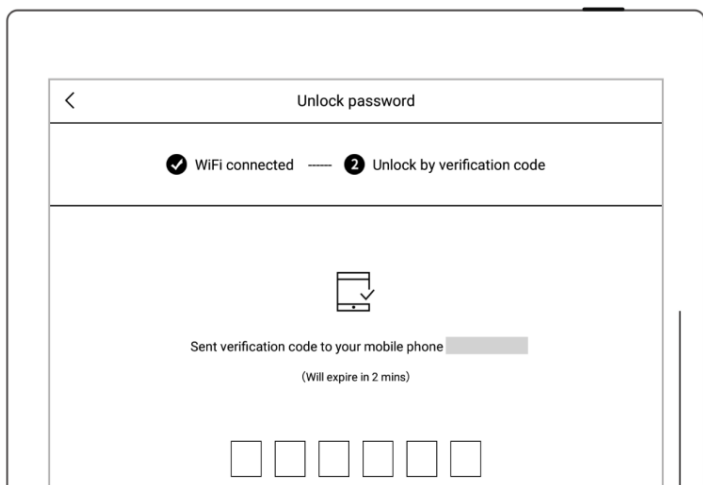 Unlock password
WiFi connected ----- 2 Unlock by verification code
Sent verification code to your mobile phone
(Will expire in 2 mins)